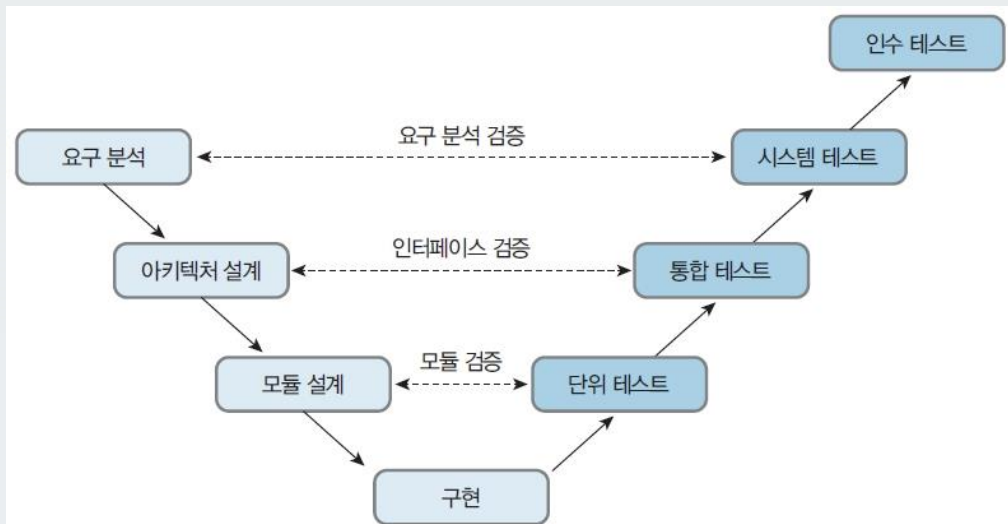 인수 테스트
요구 분석 검증
요구 분석
시스템 테스트
인터페이스 검증
아키텍처 설계
통합 테스트
모듈 검증
모듈 설계
단위 테스트
구현